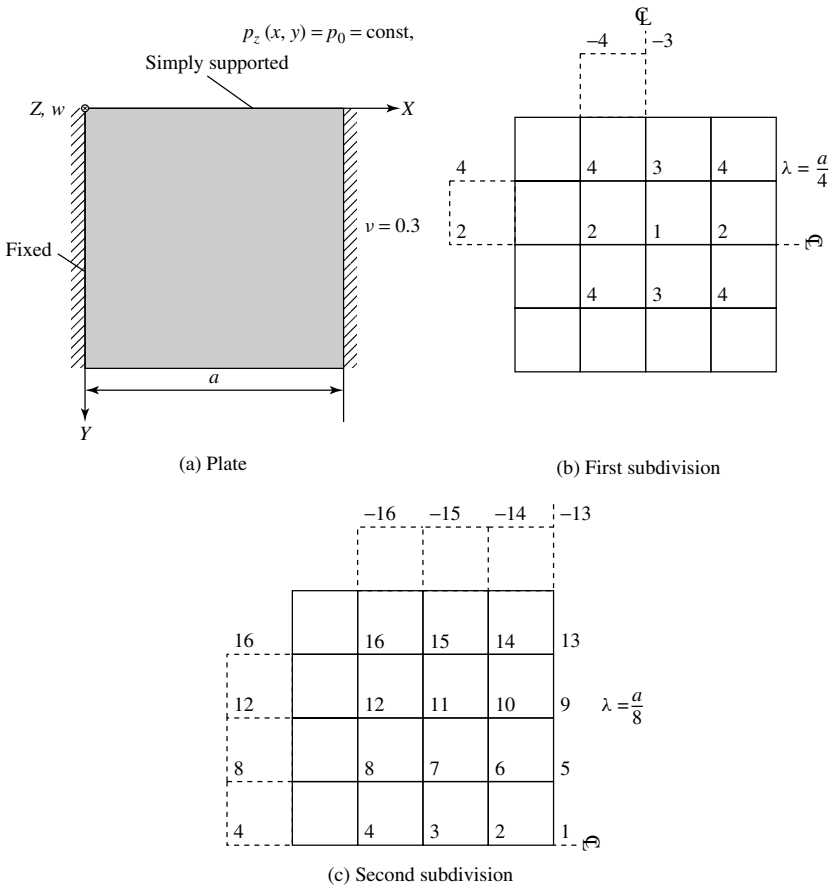 p_z (x, y) = p_0 = const,
Simply supported
Z, w
X
ν = 0.3
Fixed
a
Y
(a) Plate
℄
−4 −3
4 4 3 4 λ = a/4
2 2 1 2 ℄
4 3 4
(b) First subdivision
−16 −15 −14 −13
16 16 15 14 13
12 12 11 10 9 λ = a/8
8 8 7 6 5
4 4 3 2 1 ℄
(c) Second subdivision